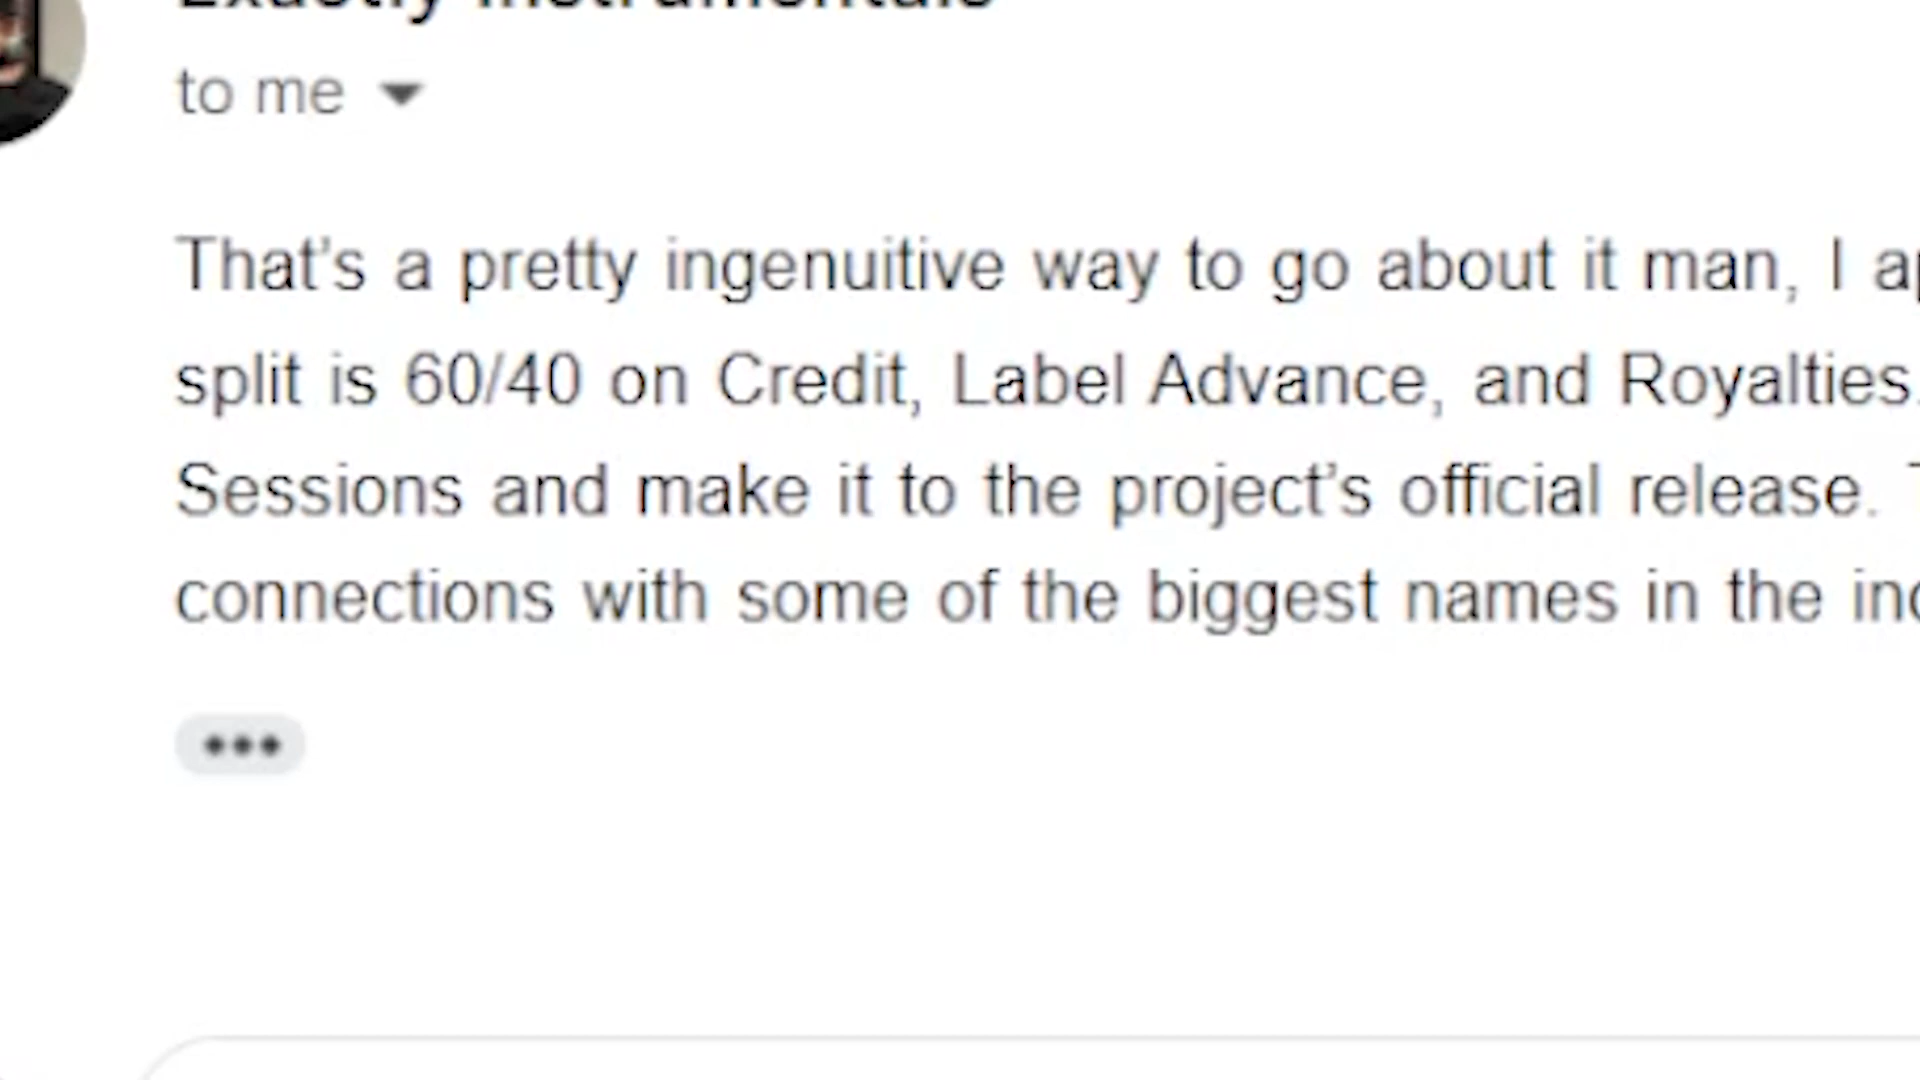 Exactly Instrumentals
to me
That's a pretty ingenuitive way to go about it man, I
split is 60/40 on Credit, Label Advance, and Royalties.
Sessions and make it to the project's official release.
connections with some of the biggest names in the